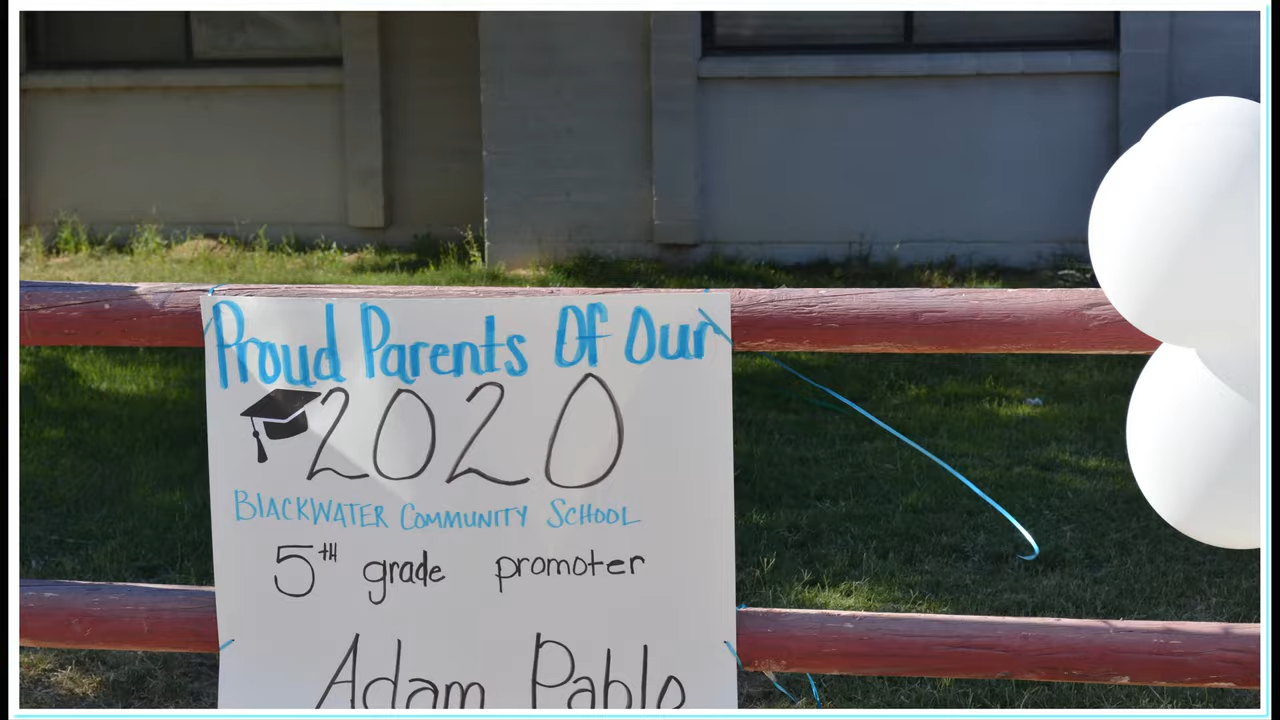 Proud Parents Of Our
2020
BLACKWATER COMMUNITY SCHOOL
5TH grade promoter
Adam Pablo